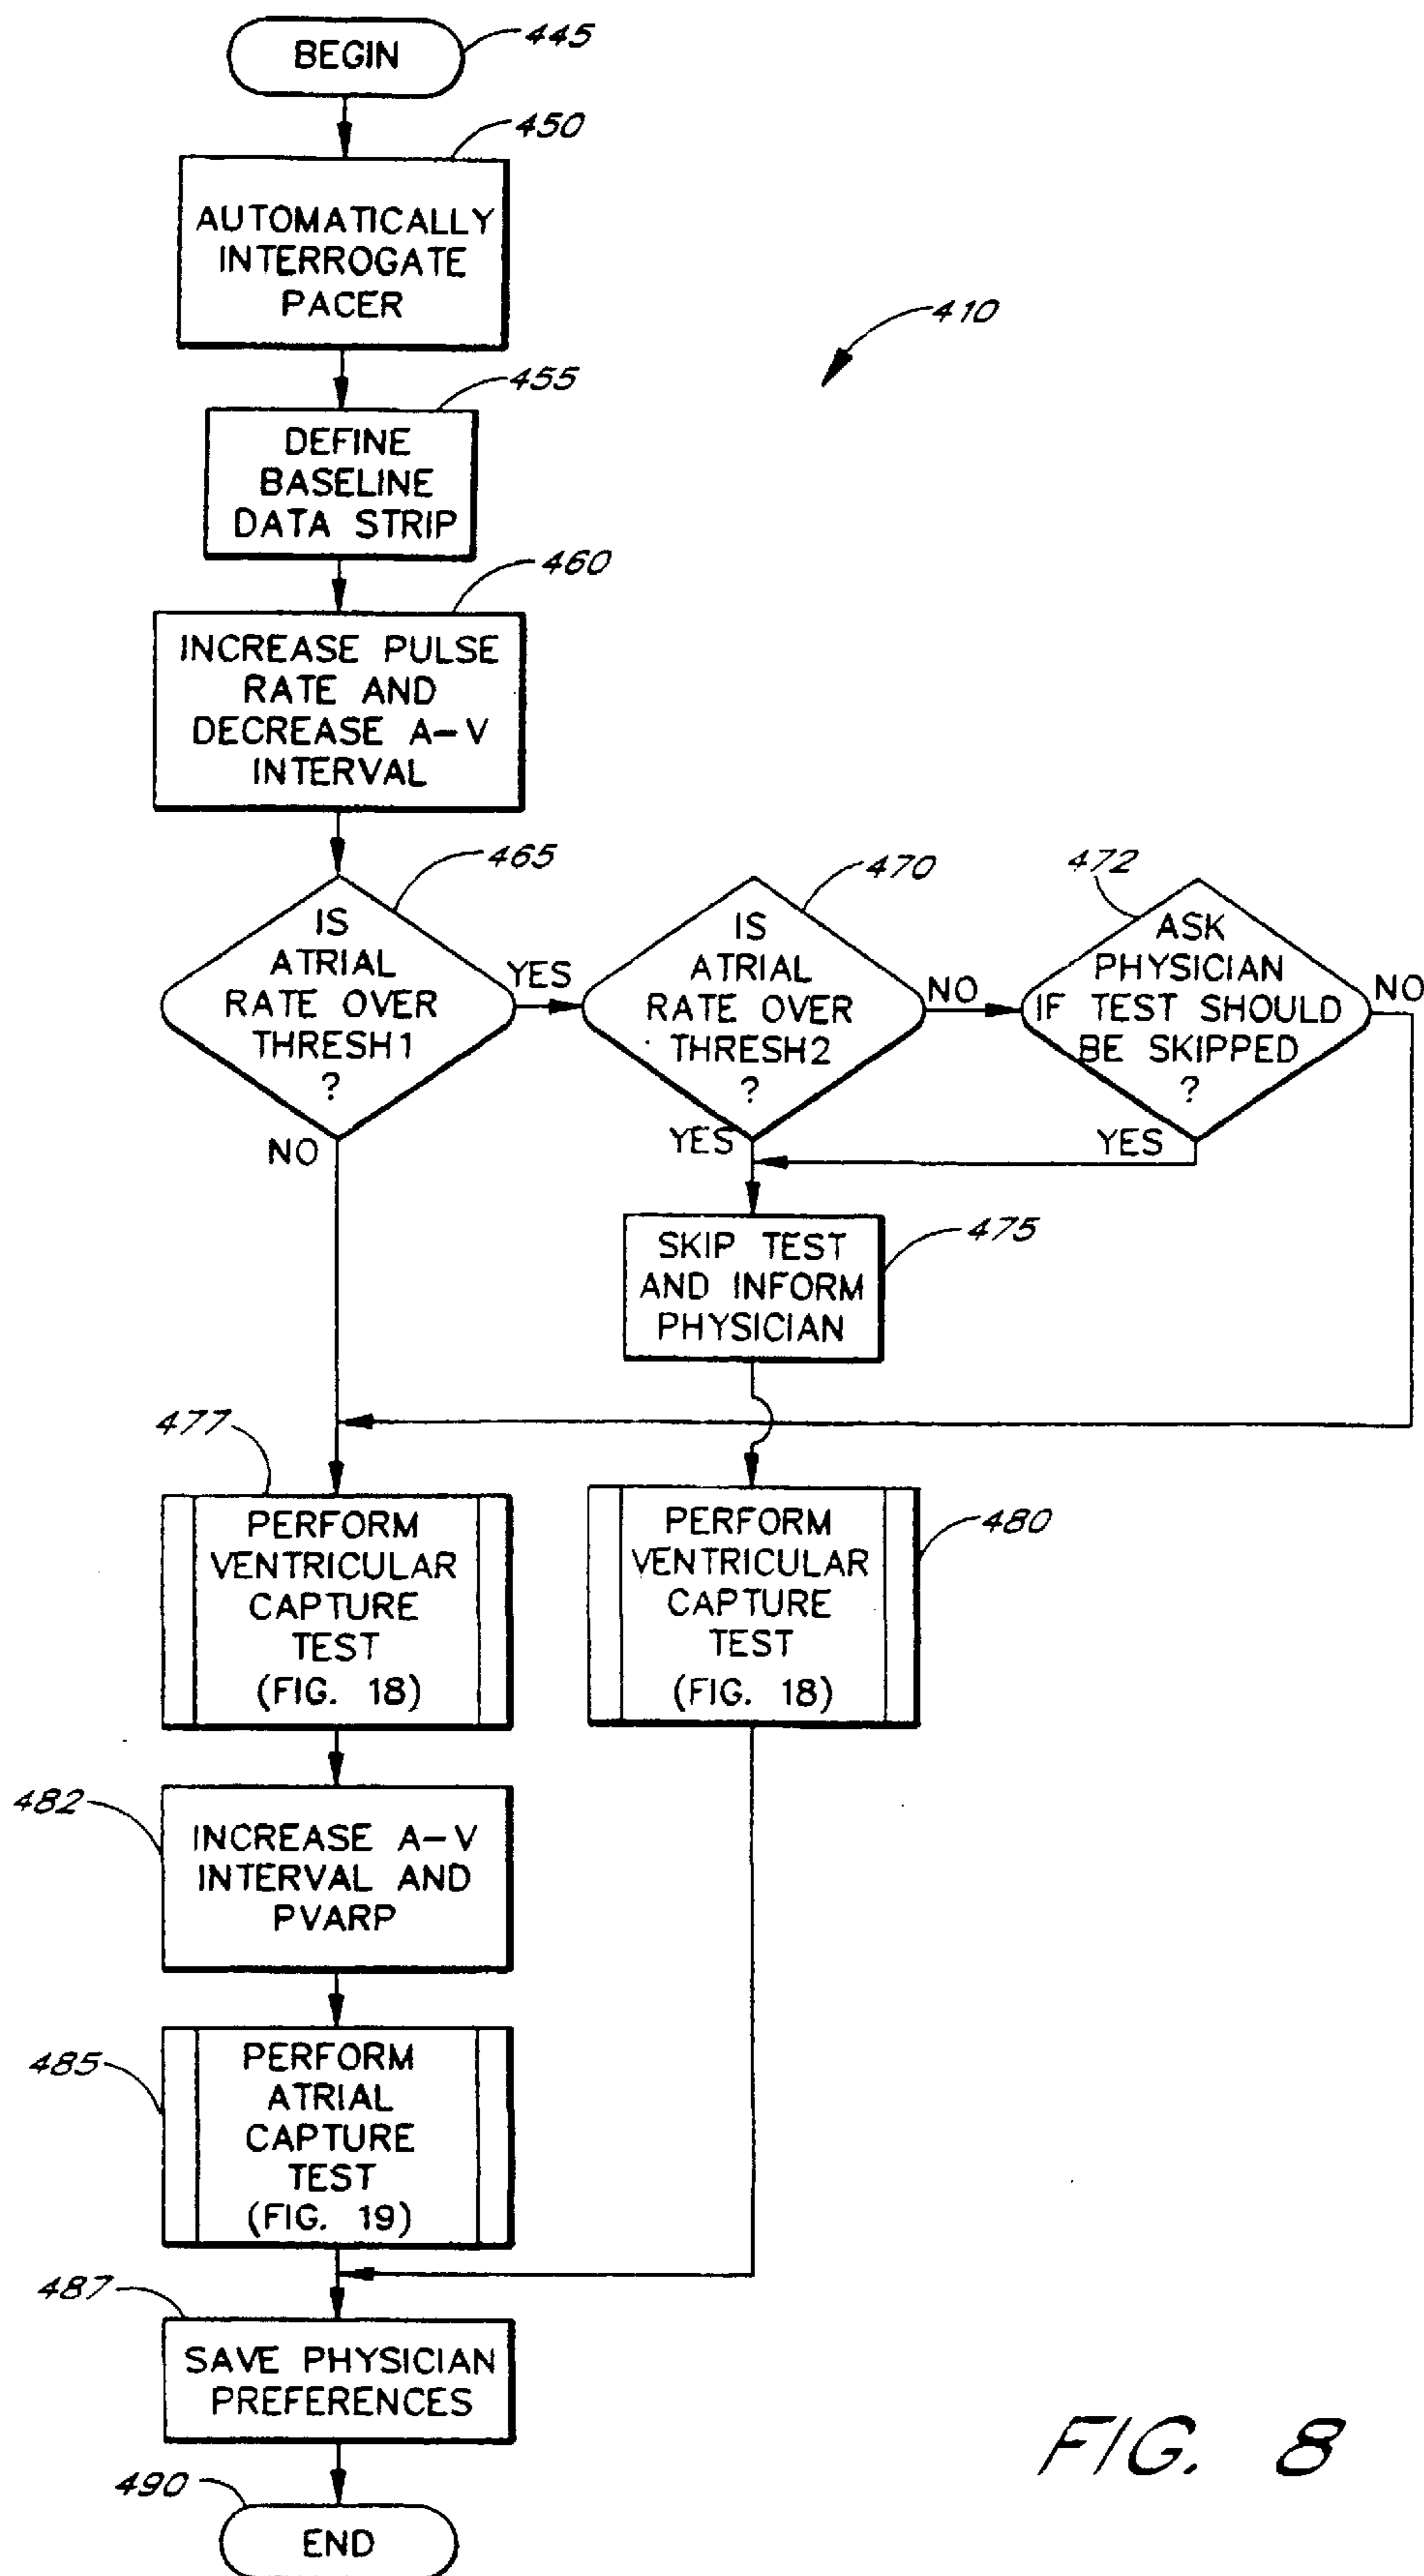 BEGIN
445
450
AUTOMATICALLY
INTERROGATE
PACER
410
455
DEFINE
BASELINE
DATA STRIP
460
INCREASE PULSE
RATE AND
DECREASE A-V
INTERVAL
465
IS
ATRIAL
RATE OVER
THRESH1
?
YES
NO
470
IS
ATRIAL
RATE OVER
THRESH2
?
NO
YES
472
ASK
PHYSICIAN
IF TEST SHOULD
BE SKIPPED
?
NO
YES
475
SKIP TEST
AND INFORM
PHYSICIAN
477
PERFORM
VENTRICULAR
CAPTURE
TEST
(FIG. 18)
480
PERFORM
VENTRICULAR
CAPTURE
TEST
(FIG. 18)
482
INCREASE A-V
INTERVAL AND
PVARP
485
PERFORM
ATRIAL
CAPTURE
TEST
(FIG. 19)
487
SAVE PHYSICIAN
PREFERENCES
490
END
FIG. 8